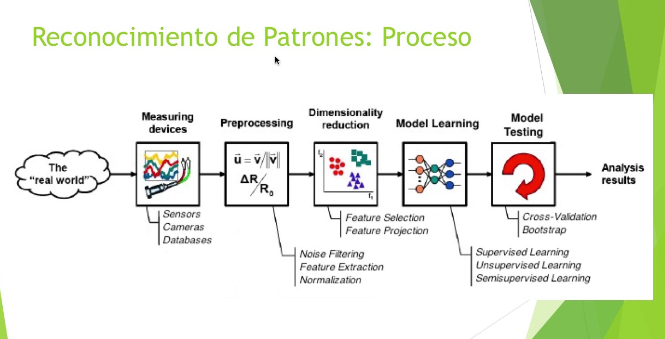 Reconocimiento de Patrones: Proceso
The
"real world"
Measuring
devices
Sensors
Cameras
Databases
Preprocessing
u = v/||v||
ΔR/R₀
Noise Filtering
Feature Extraction
Normalization
Dimensionality
reduction
Feature Selection
Feature Projection
Model Learning
Supervised Learning
Unsupervised Learning
Semisupervised Learning
Model
Testing
Cross-Validation
Bootstrap
Analysis
results